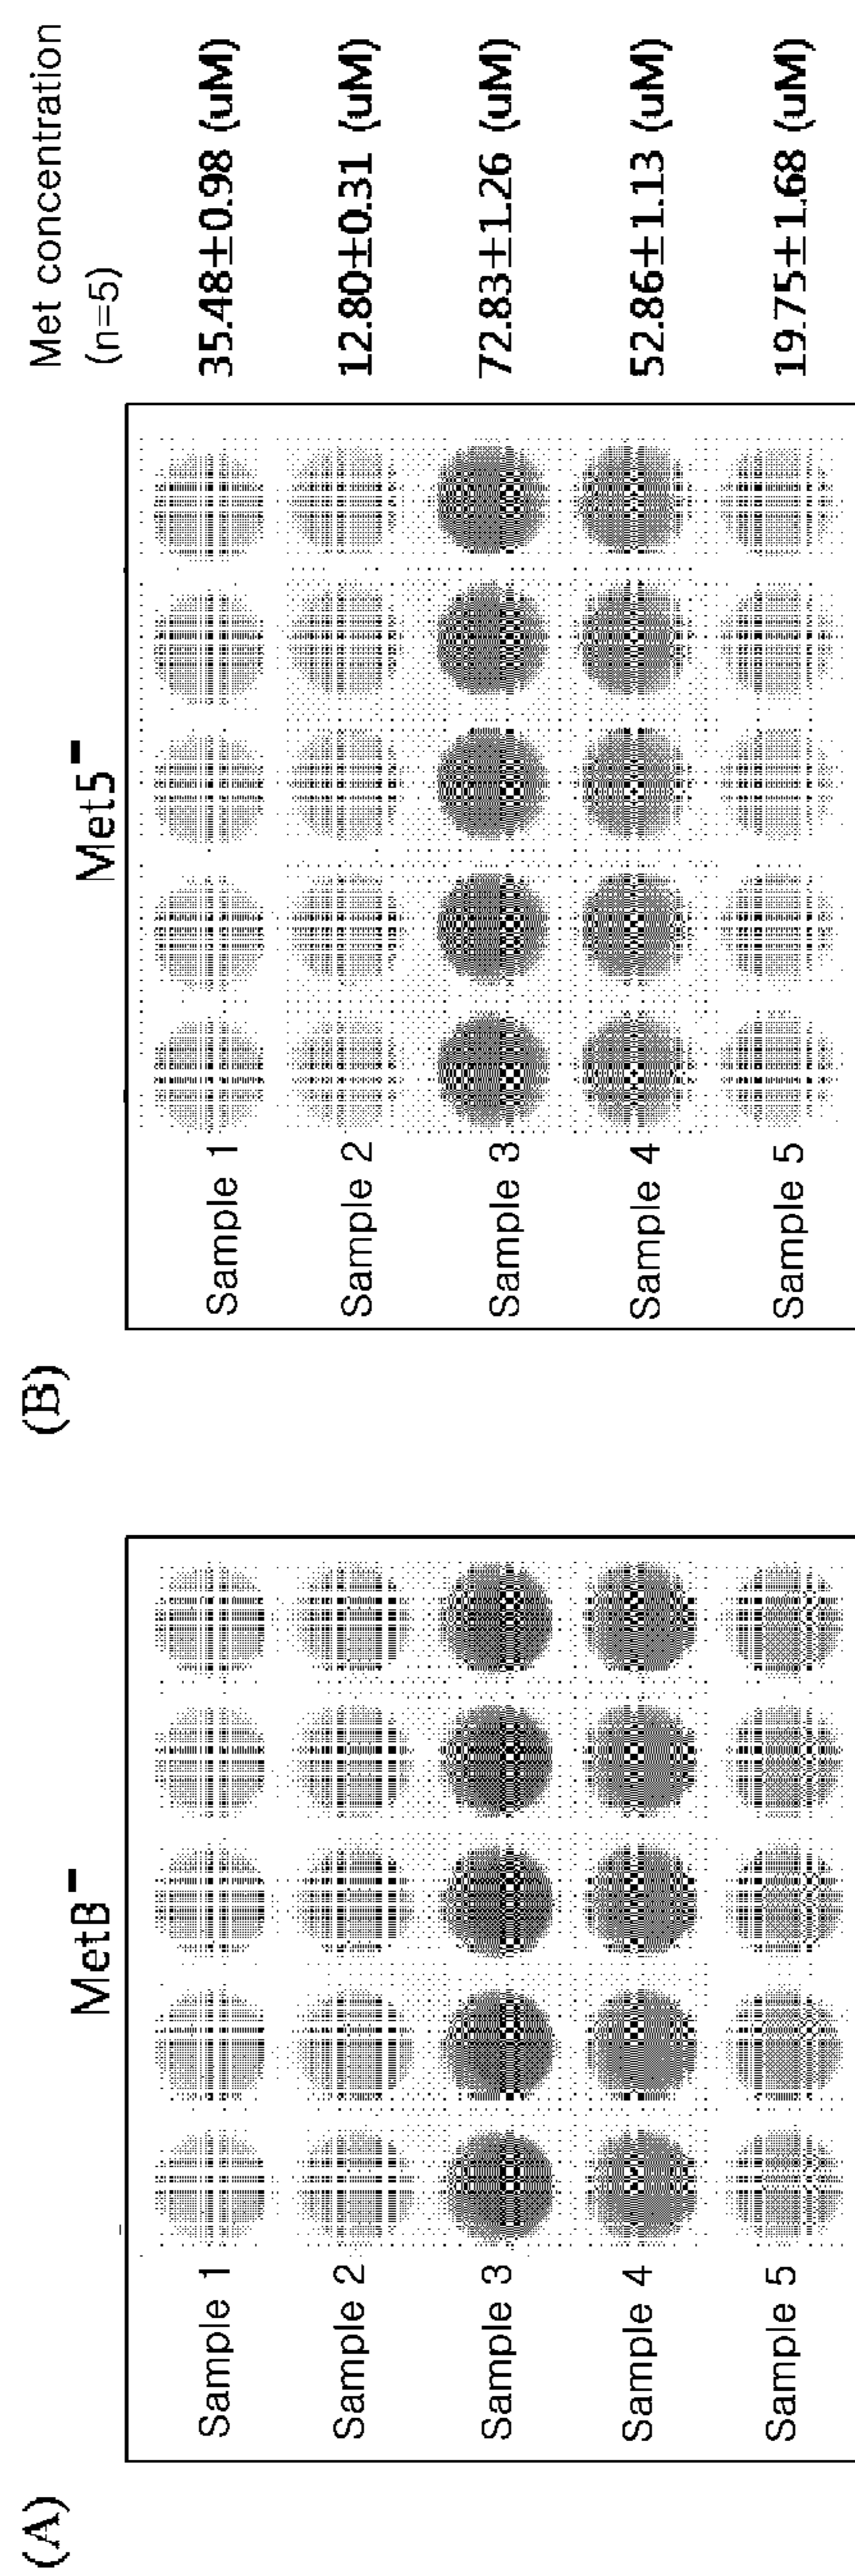 (A)
MetB⁻
Sample 1
Sample 2
Sample 3
Sample 4
Sample 5
(B)
Met5⁻
Sample 1
Sample 2
Sample 3
Sample 4
Sample 5
Met concentration
(n=5)
35.48±0.98 (uM)
12.80±0.31 (uM)
72.83±1.26 (uM)
52.86±1.13 (uM)
19.75±1.68 (uM)